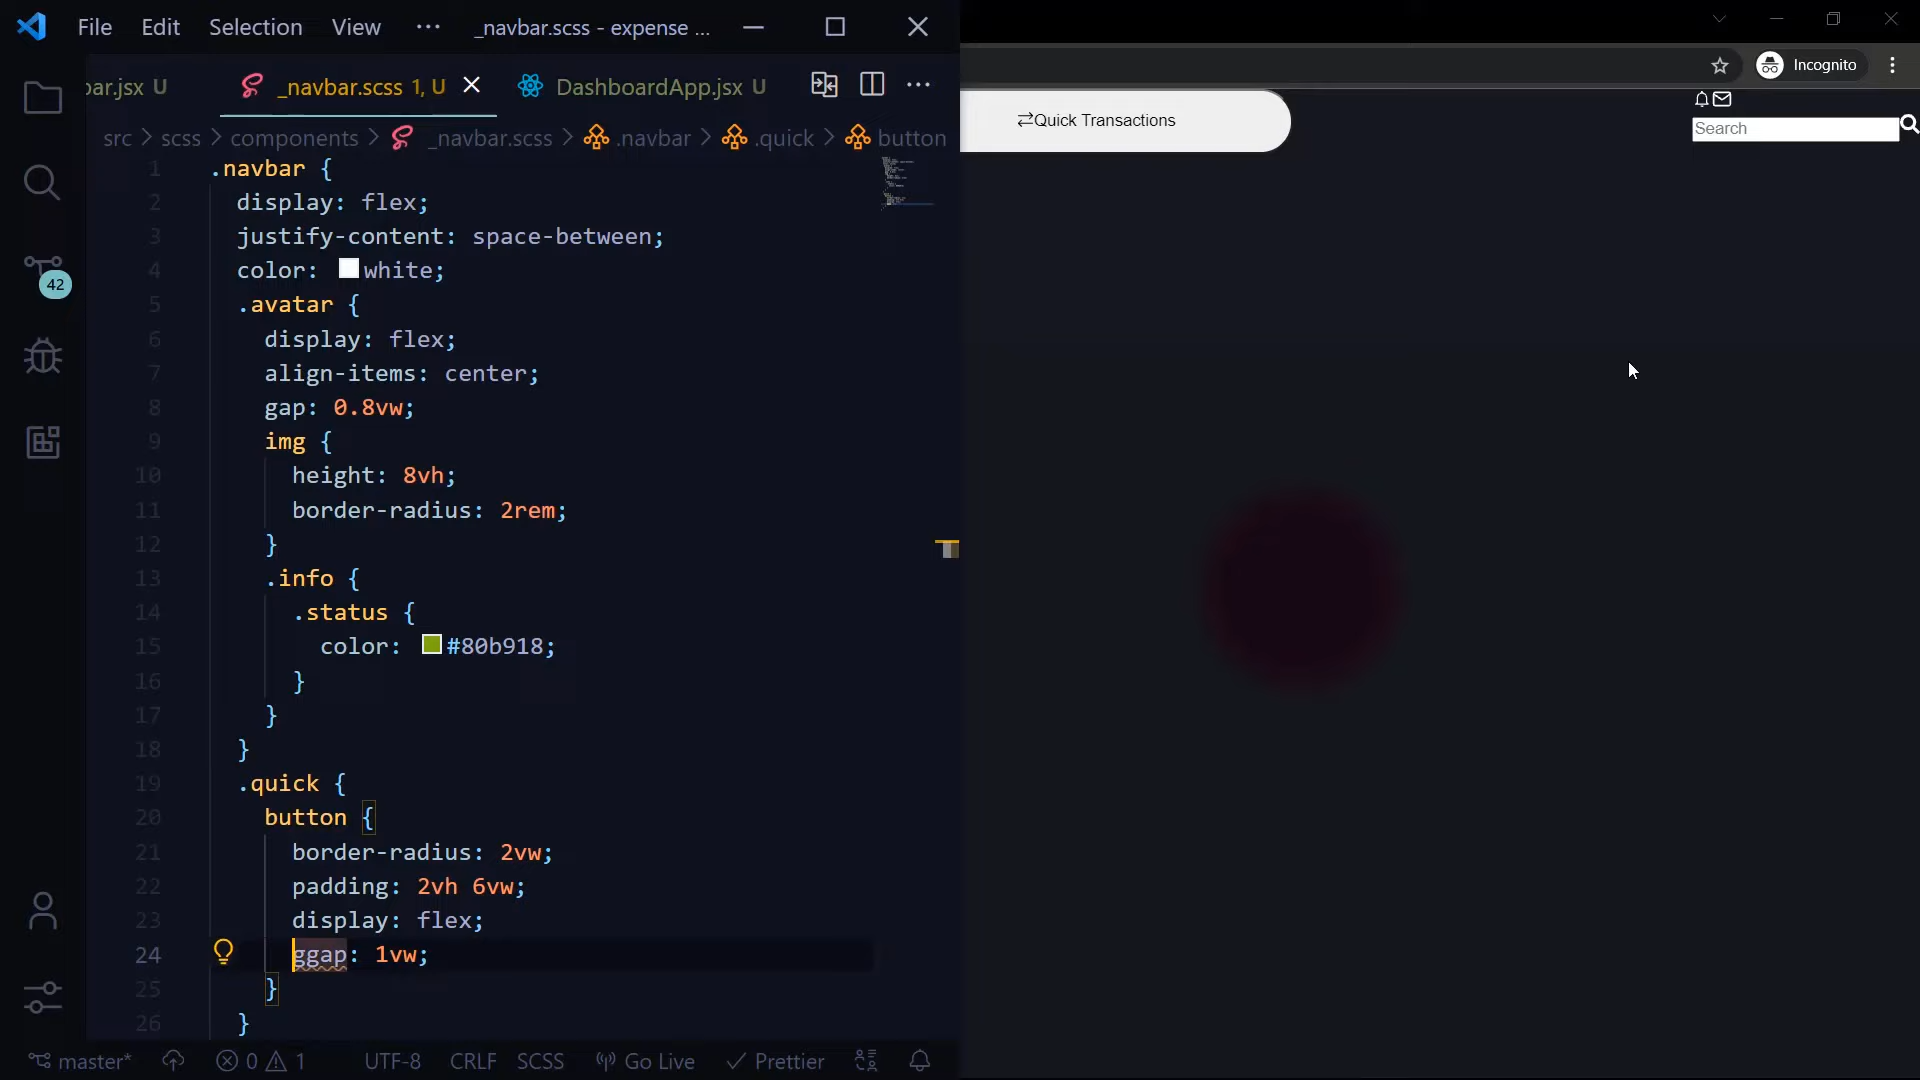 File Edit Selection View ··· _navbar.scss - expense ...
bar.jsx U _navbar.scss 1, U DashboardApp.jsx U
src > scss > components > _navbar.scss > .navbar > .quick > button
1 .navbar {
2 display: flex;
3 justify-content: space-between;
4 color: white;
5 .avatar {
6 display: flex;
7 align-items: center;
8 gap: 0.8vw;
9 img {
10 height: 8vh;
11 border-radius: 2rem;
12 }
13 .info {
14 .status {
15 color: #80b918;
16 }
17 }
18 }
19 .quick {
20 button {
21 border-radius: 2vw;
22 padding: 2vh 6vw;
23 display: flex;
24 ggap: 1vw;
25 }
26 }
42
master* 0 1 UTF-8 CRLF SCSS Go Live Prettier
Incognito
Quick Transactions
Search